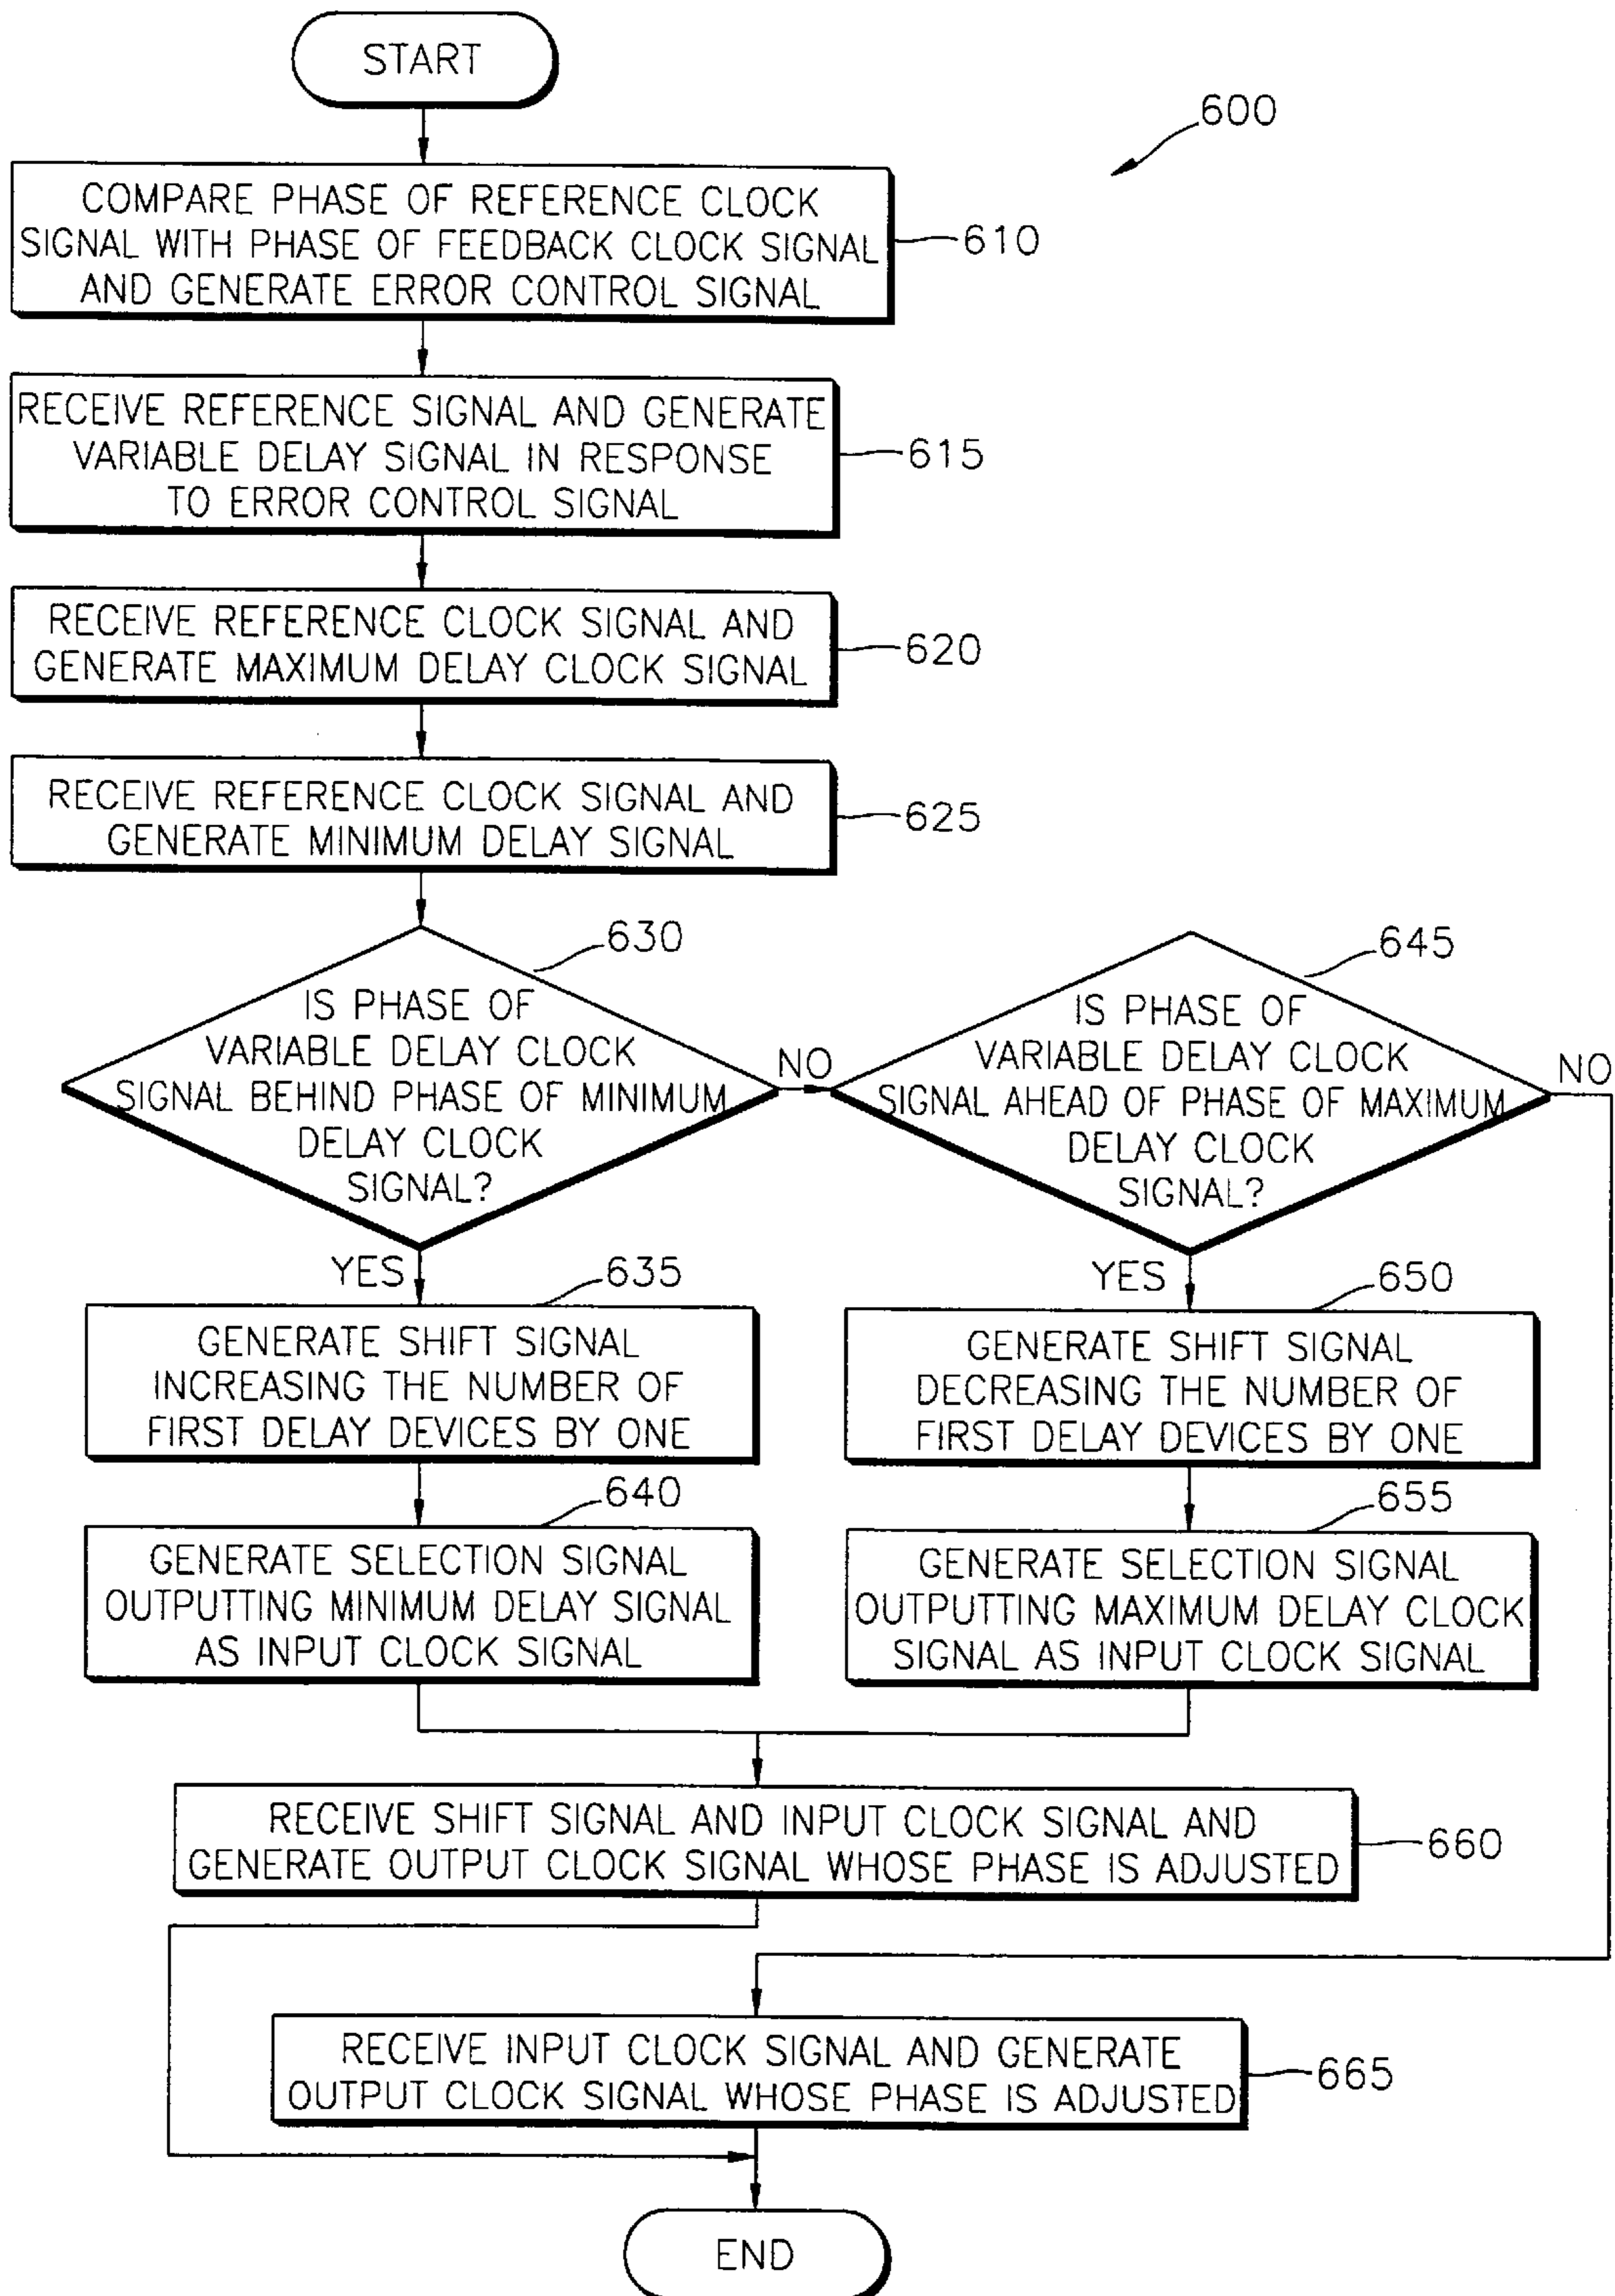 START
600
COMPARE PHASE OF REFERENCE CLOCK
SIGNAL WITH PHASE OF FEEDBACK CLOCK SIGNAL
AND GENERATE ERROR CONTROL SIGNAL
610
RECEIVE REFERENCE SIGNAL AND GENERATE
VARIABLE DELAY SIGNAL IN RESPONSE
TO ERROR CONTROL SIGNAL
615
RECEIVE REFERENCE CLOCK SIGNAL AND
GENERATE MAXIMUM DELAY CLOCK SIGNAL
620
RECEIVE REFERENCE CLOCK SIGNAL AND
GENERATE MINIMUM DELAY SIGNAL
625
630
IS PHASE OF
VARIABLE DELAY CLOCK
SIGNAL BEHIND PHASE OF MINIMUM
DELAY CLOCK
SIGNAL?
NO
645
IS PHASE OF
VARIABLE DELAY CLOCK
SIGNAL AHEAD OF PHASE OF MAXIMUM
DELAY CLOCK
SIGNAL?
NO
YES
635
GENERATE SHIFT SIGNAL
INCREASING THE NUMBER OF
FIRST DELAY DEVICES BY ONE
YES
650
GENERATE SHIFT SIGNAL
DECREASING THE NUMBER OF
FIRST DELAY DEVICES BY ONE
640
GENERATE SELECTION SIGNAL
OUTPUTTING MINIMUM DELAY SIGNAL
AS INPUT CLOCK SIGNAL
655
GENERATE SELECTION SIGNAL
OUTPUTTING MAXIMUM DELAY CLOCK
SIGNAL AS INPUT CLOCK SIGNAL
RECEIVE SHIFT SIGNAL AND INPUT CLOCK SIGNAL AND
GENERATE OUTPUT CLOCK SIGNAL WHOSE PHASE IS ADJUSTED
660
RECEIVE INPUT CLOCK SIGNAL AND GENERATE
OUTPUT CLOCK SIGNAL WHOSE PHASE IS ADJUSTED
665
END